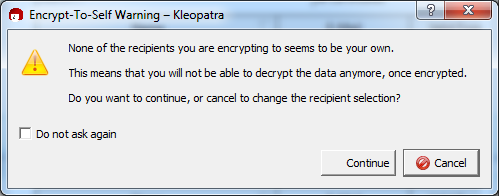 Encrypt-To-Self Warning – Kleopatra
None of the recipients you are encrypting to seems to be your own.
This means that you will not be able to decrypt the data anymore, once encrypted.
Do you want to continue, or cancel to change the recipient selection?
Do not ask again
Continue
Cancel